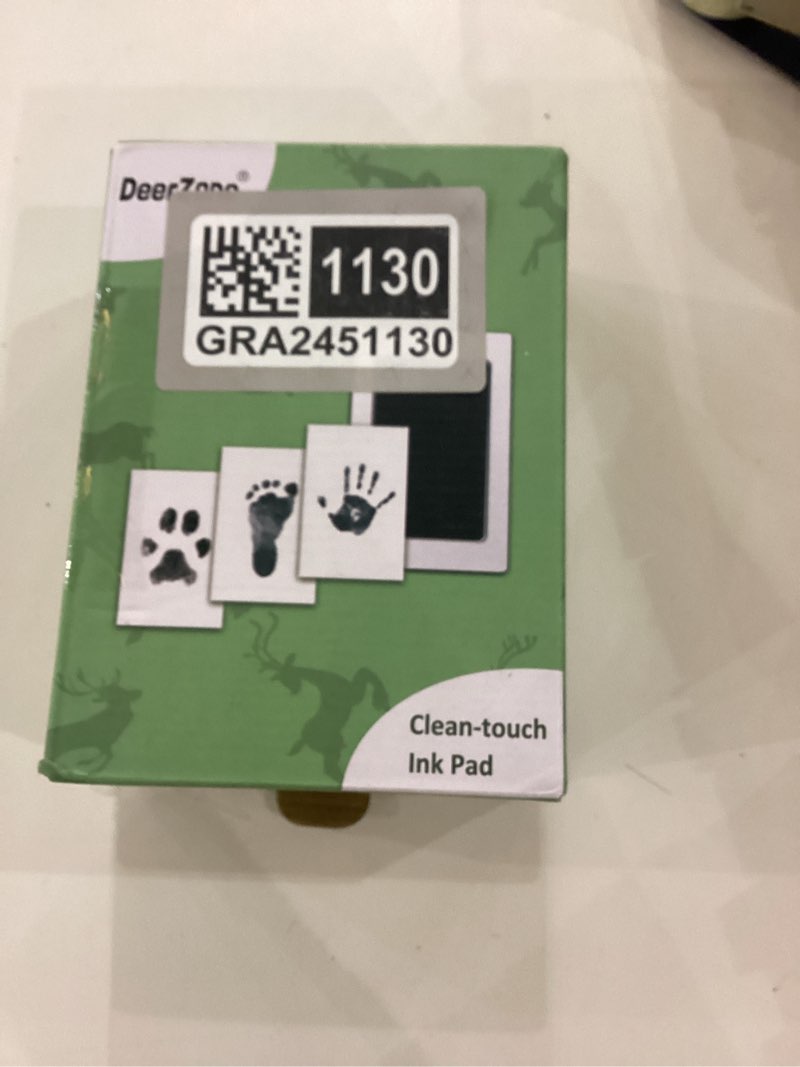 DeerZone®
1130
GRA2451130
Clean-touch
Ink Pad